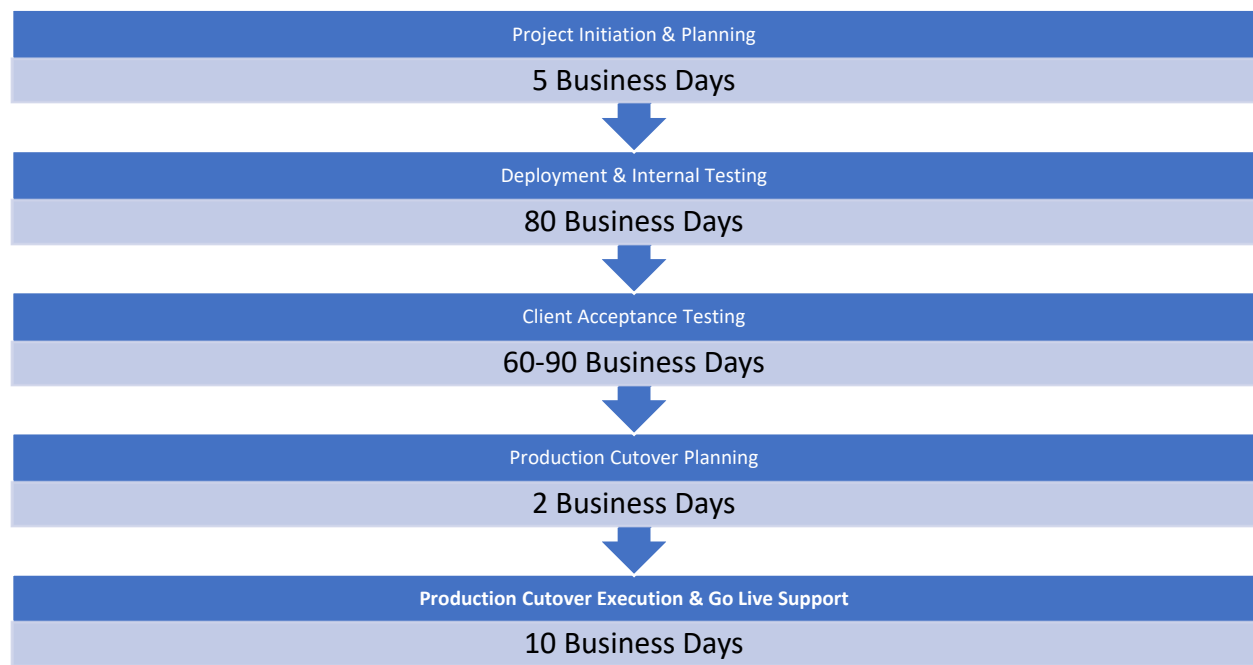 Project Initiation & Planning
5 Business Days
Deployment & Internal Testing
80 Business Days
Client Acceptance Testing
60-90 Business Days
Production Cutover Planning
2 Business Days
Production Cutover Execution & Go Live Support
10 Business Days